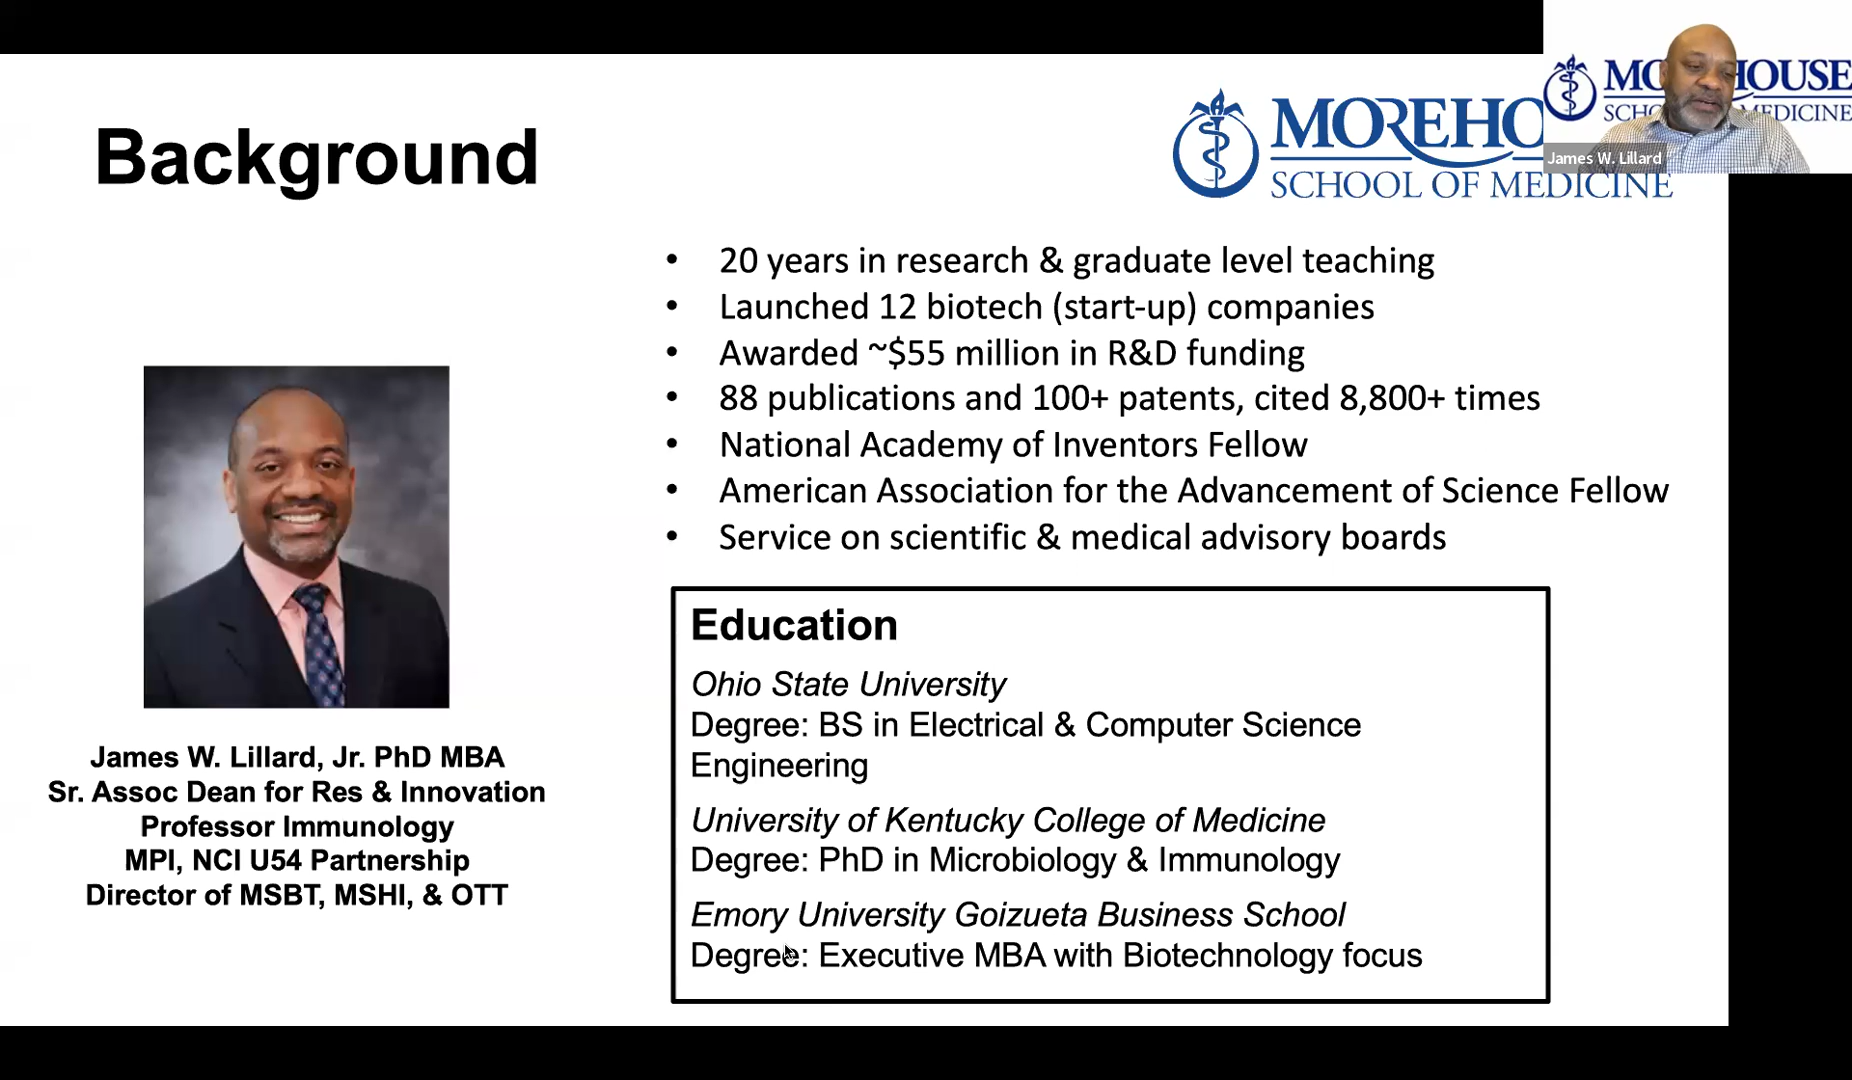 Background
MOREHO
SCHOOL OF MEDICINE
MO HOUSE
SCH MEDICINE
James W. Lillard
• 20 years in research & graduate level teaching
• Launched 12 biotech (start-up) companies
• Awarded ~$55 million in R&D funding
• 88 publications and 100+ patents, cited 8,800+ times
• National Academy of Inventors Fellow
• American Association for the Advancement of Science Fellow
• Service on scientific & medical advisory boards
James W. Lillard, Jr. PhD MBA
Sr. Assoc Dean for Res & Innovation
Professor Immunology
MPI, NCI U54 Partnership
Director of MSBT, MSHI, & OTT
Education
Ohio State University
Degree: BS in Electrical & Computer Science
Engineering
University of Kentucky College of Medicine
Degree: PhD in Microbiology & Immunology
Emory University Goizueta Business School
Degree: Executive MBA with Biotechnology focus